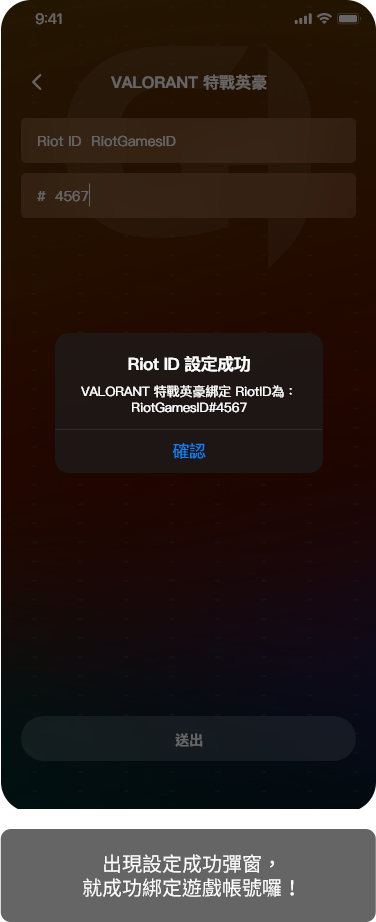 9:41
VALORANT 特戰英豪
Riot ID RiotGamesID
# 4567
Riot ID 設定成功
VALORANT 特戰英豪綁定 RiotID為：
RiotGamesID#4567
確認
送出
出現設定成功彈窗，
就成功綁定遊戲帳號囉！